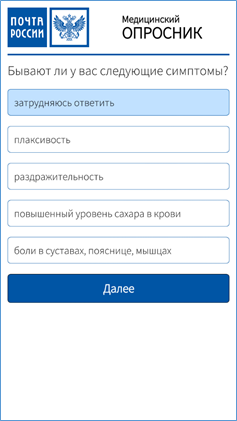 ПОЧТА
РОССИИ
Медицинский
ОПРОСНИК
Бывают ли у вас следующие симптомы?
затрудняюсь ответить
плаксивость
раздражительность
повышенный уровень сахара в крови
боли в суставах, пояснице, мышцах
Далее